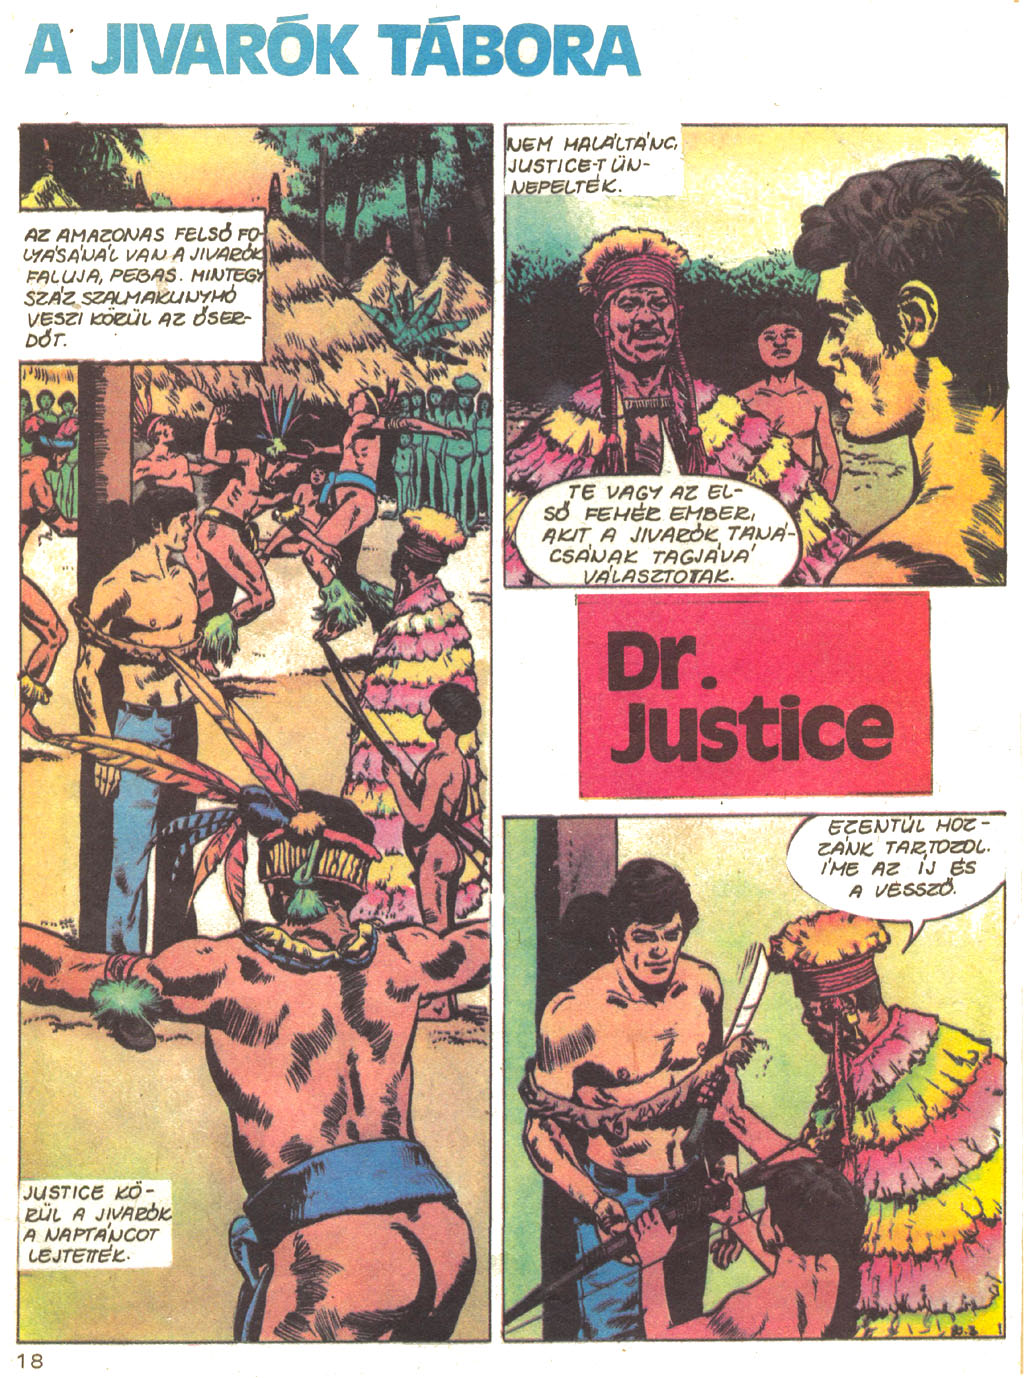 A JIVARÓK TÁBORA
AZ AMAZONAS FELSŐ FO-
LYÁSÁNÁL VAN A JIVARÓK
FALUJA, PEBAS. MINTEGY
SZÁZ SZALMAKUNYHÓ
VESZI KÖRÜL AZ ŐSER-
DŐT.
JUSTICE KÖ-
RÜL A JIVARÓK
A NAPTÁNCOT
LEJTETTÉK.
NEM HALÁLTÁNC,
JUSTICE-T ÜN-
NEPELTÉK.
TE VAGY AZ EL-
SŐ FEHÉR EMBER,
AKIT A JIVARÓK TANÁ-
CSÁNAK TAGJÁVÁ
VÁLASZTOTAK.
Dr.
Justice
EZENTÚL HOZ-
ZÁNK TARTOZOL.
ÍME AZ ÍJ ÉS
A VESSZŐ.
18